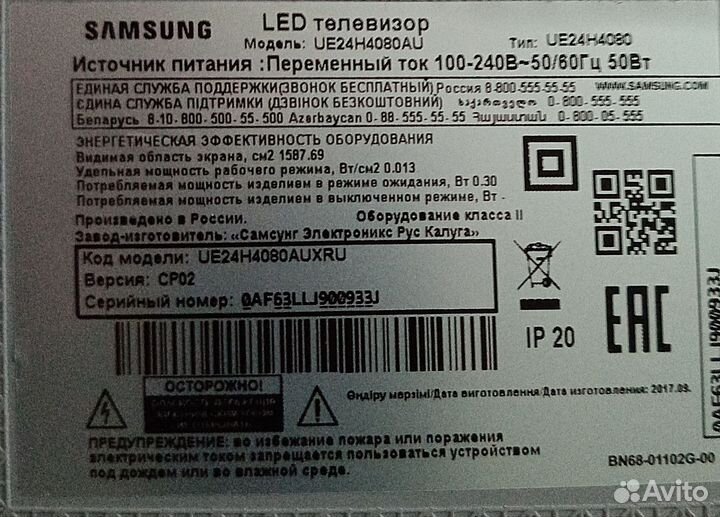 SAMSUNG
LED телевизор
Модель: UE24H4080AU Тип: UE24H4080
Источник питания :Переменный ток 100-240В~50/60Гц 50Вт
ЕДИНАЯ СЛУЖБА ПОДДЕРЖКИ(ЗВОНОК БЕСПЛАТНЫЙ)Россия 8-800-555-55-55 WWW.SAMSUNG.COM
ЄДИНА СЛУЖБА ПІДТРИМКИ (ДЗВІНОК БЕЗКОШТОВНИЙ) საქართველო 0-800-555-555
Беларусь 8-10-800-500-55-500 Azərbaycan 0-88-555-55-55 Հայաստան 0-800-05-555
ЭНЕРГЕТИЧЕСКАЯ ЭФФЕКТИВНОСТЬ ОБОРУДОВАНИЯ
Видимая область экрана, см2 1587.69
Удельная мощность рабочего режима, Вт/см2 0.013
Потребляемая мощность изделием в режиме ожидания, Вт 0.30
Потребляемая мощность изделием в выключенном режиме, Вт -
Произведено в России. Оборудование класса II
Завод-изготовитель: «Самсунг Электроникс Рус Калуга»
Код модели: UE24H4080AUXRU
Версия: CP02
Серийный номер: 0AF63LLJ900933J
IP 20
EAC
ОСТОРОЖНО!
Өндіру мерзімі/Дата виготовлення/Дата изготовления: 2017.09.
ПРЕДУПРЕЖДЕНИЕ: во избежание пожара или поражения
электрическим током запрещается пользоваться устройством
под дождем или во влажной среде.
BN68-01102G-00
0AF63LLJ900933J
Avito